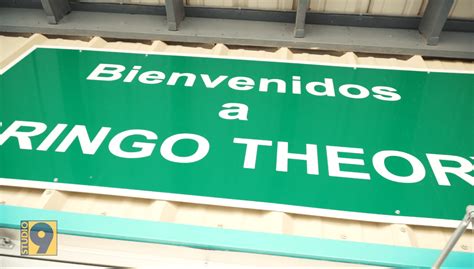 Bienvenidos
a
RINGO THEOR
STUDIO
9